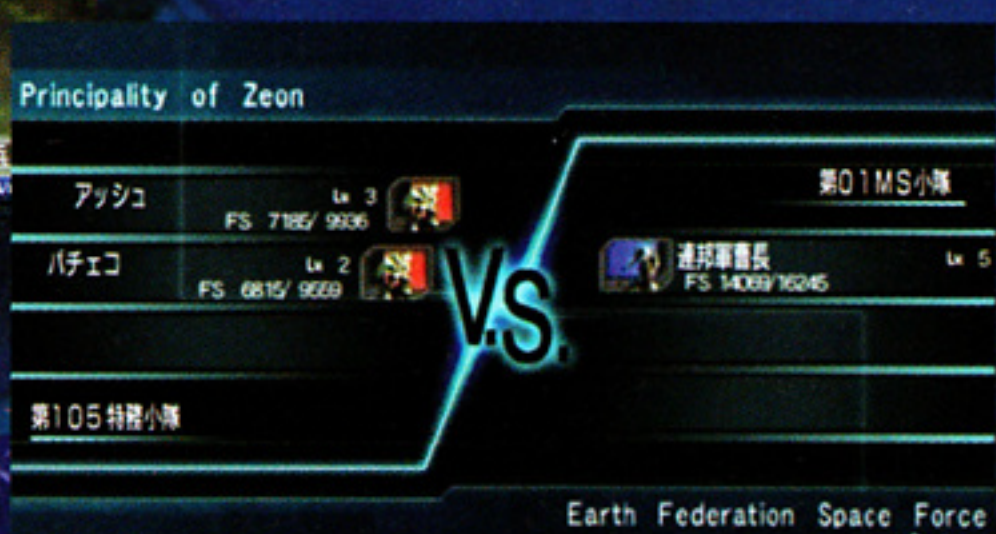 Principality of Zeon
アッシュ
Lv 3
FS 7185/ 9936
パチェコ
Lv 2
FS 6815/ 9559
第105特務小隊
V.S.
第01MS小隊
連邦軍曹長
Lv 5
FS 14069/16245
Earth Federation Space Force